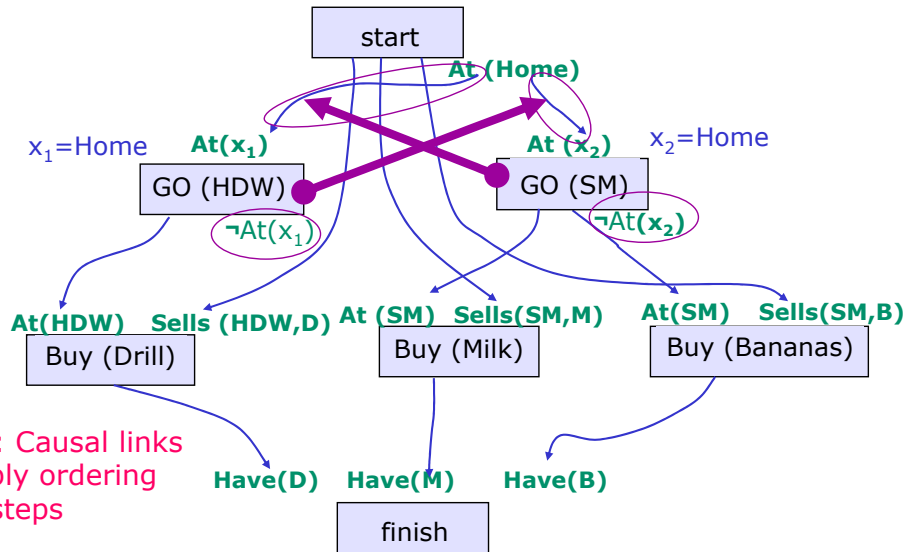 start
At (Home)
x₁=Home
At(x₁)
At (x₂)
x₂=Home
GO (HDW)
GO (SM)
¬At(x₁)
¬At(x₂)
At(HDW)
Sells (HDW,D)
At (SM)
Sells(SM,M)
At(SM)
Sells(SM,B)
Buy (Drill)
Buy (Milk)
Buy (Bananas)
Causal links
ordering
steps
Have(D)
Have(M)
Have(B)
finish